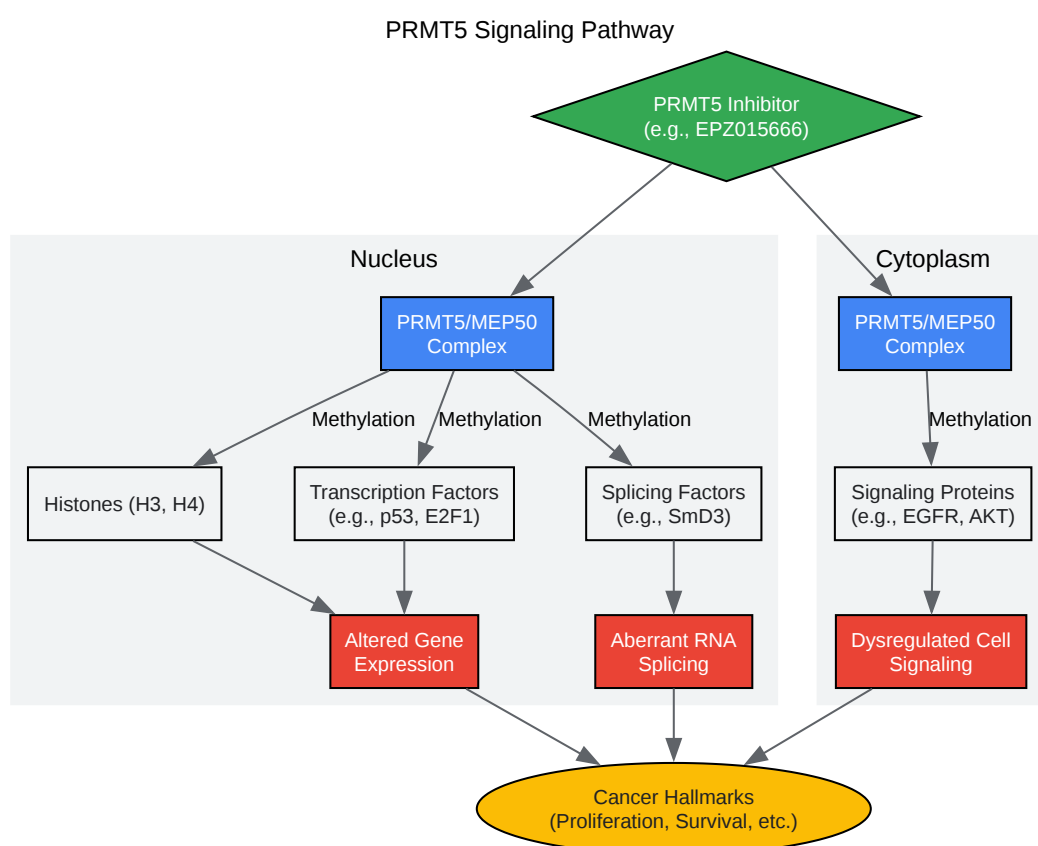 PRMT5 Signaling Pathway
PRMT5 Inhibitor
(e.g., EPZ015666)
Nucleus
Cytoplasm
PRMT5/MEP50
Complex
PRMT5/MEP50
Complex
Methylation
Methylation
Methylation
Methylation
Histones (H3, H4)
Transcription Factors
(e.g., p53, E2F1)
Splicing Factors
(e.g., SmD3)
Signaling Proteins
(e.g., EGFR, AKT)
Altered Gene
Expression
Aberrant RNA
Splicing
Dysregulated Cell
Signaling
Cancer Hallmarks
(Proliferation, Survival, etc.)